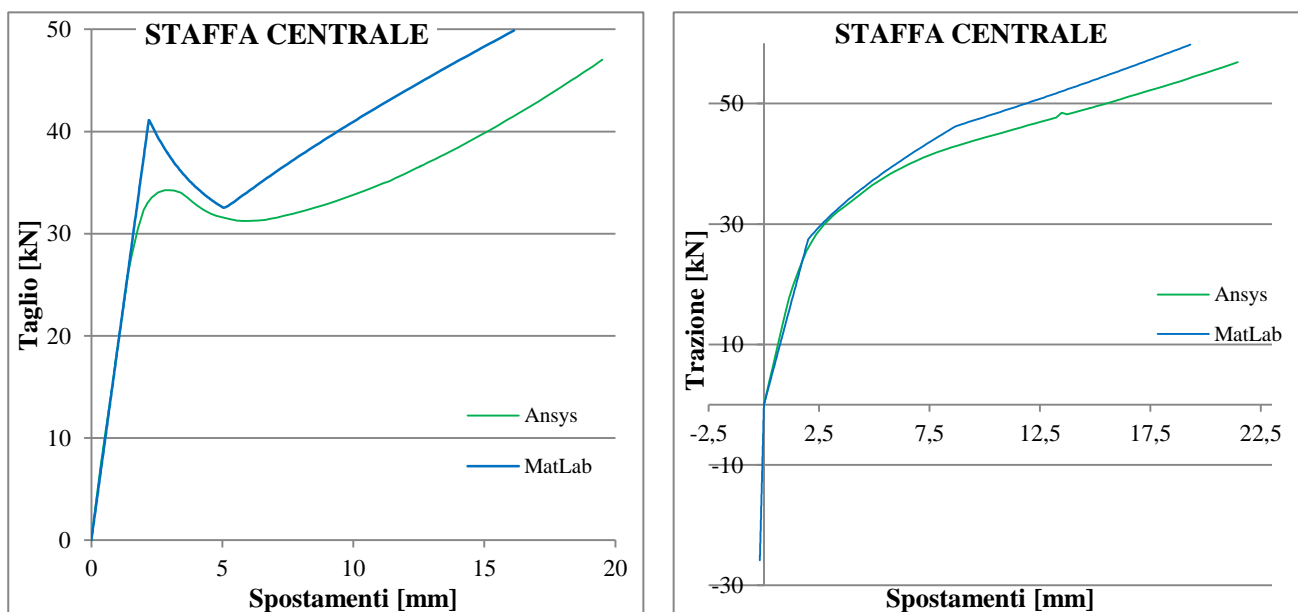 STAFFA CENTRALE
50
40
30
20
10
0
Taglio [kN]
Ansys
MatLab
0 5 10 15 20
Spostamenti [mm]
STAFFA CENTRALE
50
30
10
-10
-30
Trazione [kN]
Ansys
MatLab
-2,5 2,5 7,5 12,5 17,5 22,5
Spostamenti [mm]